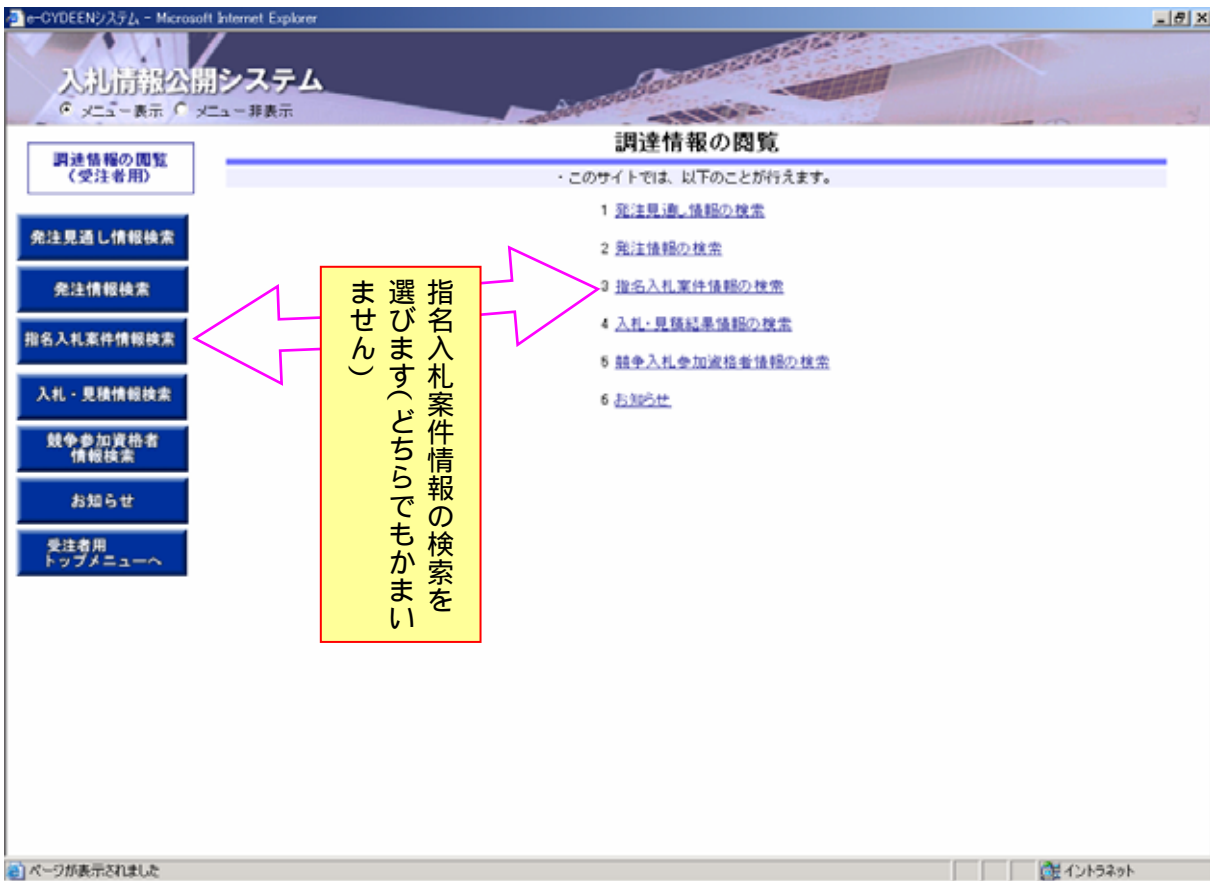 e-CYDEENシステム - Microsoft Internet Explorer
入札情報公開システム
メニュー表示 メニュー非表示
調達情報の閲覧
（受注者用）
発注見通し情報検索
発注情報検索
指名入札案件情報検索
入札・見積情報検索
競争参加資格者
情報検索
お知らせ
受注者用
トップメニューへ
調達情報の閲覧
・このサイトでは、以下のことが行えます。
1 発注見通し情報の検索
2 発注情報の検索
3 指名入札案件情報の検索
4 入札・見積結果情報の検索
5 競争入札参加資格者情報の検索
6 お知らせ
指名入札案件情報の検索を
選びます（どちらでもかまい
ません）
ページが表示されました
イントラネット